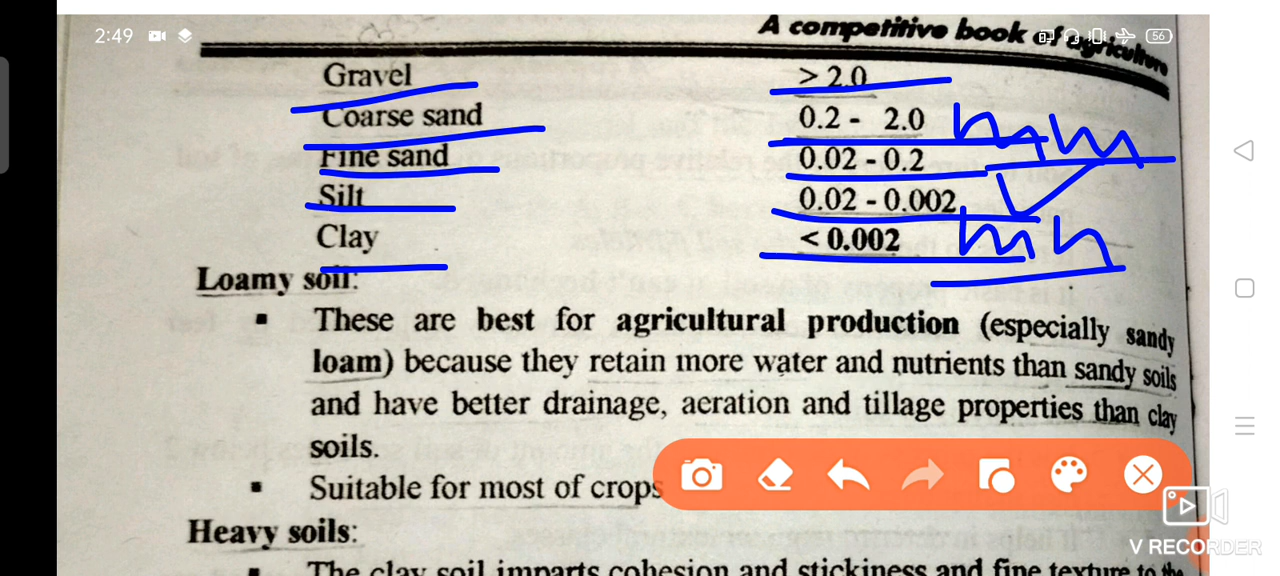 2:49
56
A competitive book of agriculture
Gravel > 2.0
Coarse sand 0.2 - 2.0 mm
Fine sand 0.02 - 0.2
Silt 0.02 - 0.002
Clay < 0.002 mm
Loamy soil:
▪ These are best for agricultural production (especially sandy
loam) because they retain more water and nutrients than sandy soils
and have better drainage, aeration and tillage properties than clay
soils.
▪ Suitable for most of crops
Heavy soils:
▪ The clay soil imparts cohesion and stickiness and fine texture to the
V RECORDER